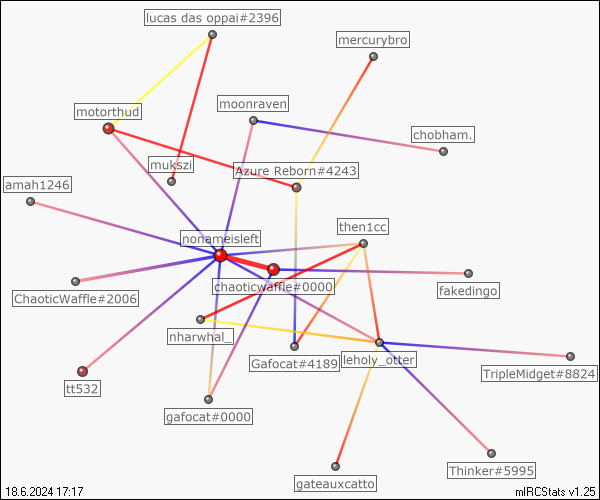 lucas das oppai#2396
mercurybro
moonraven
motorthud
chobham.
mukszi
Azure Reborn#4243
amah1246
then1cc
nonameisleft
chaoticwaffle#0000
fakedingo
ChaoticWaffle#2006
nharwhal_
Gafocat#4189
leholy_otter
TripleMidget#8824
tt532
gafocat#0000
Thinker#5995
gateauxcatto
18.6.2024 17:17
mIRCStats v1.25